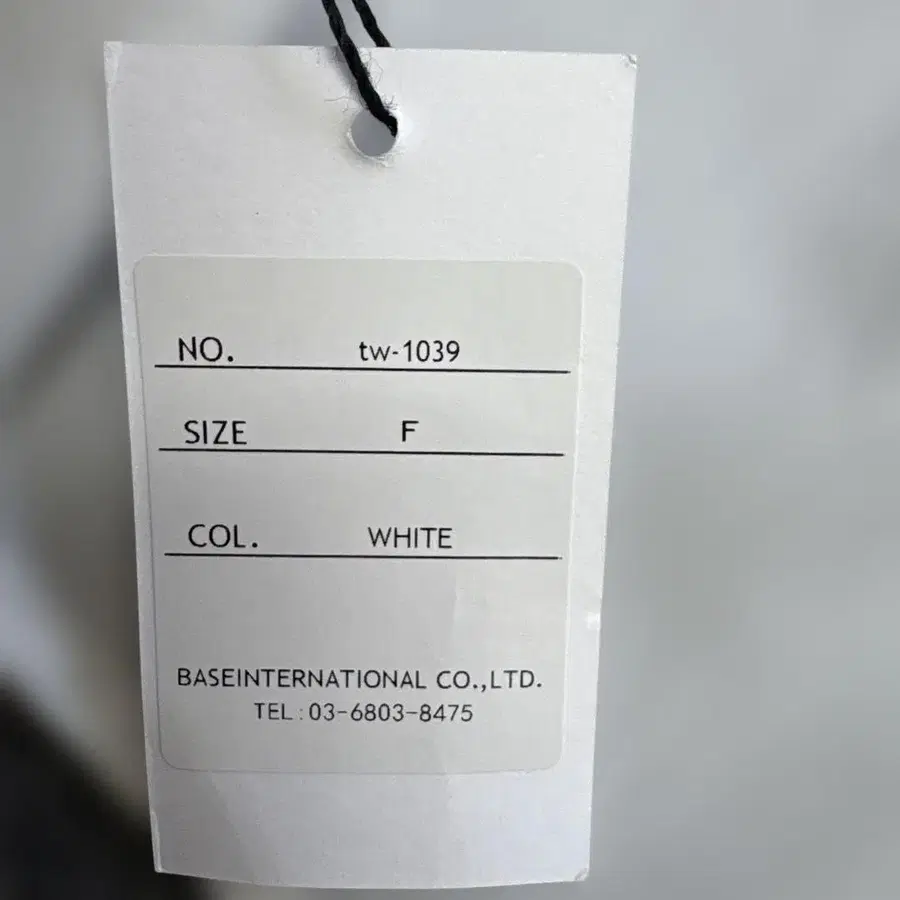 NO. tw-1039
SIZE F
COL. WHITE
BASEINTERNATIONAL CO.,LTD.
TEL:03-6803-8475